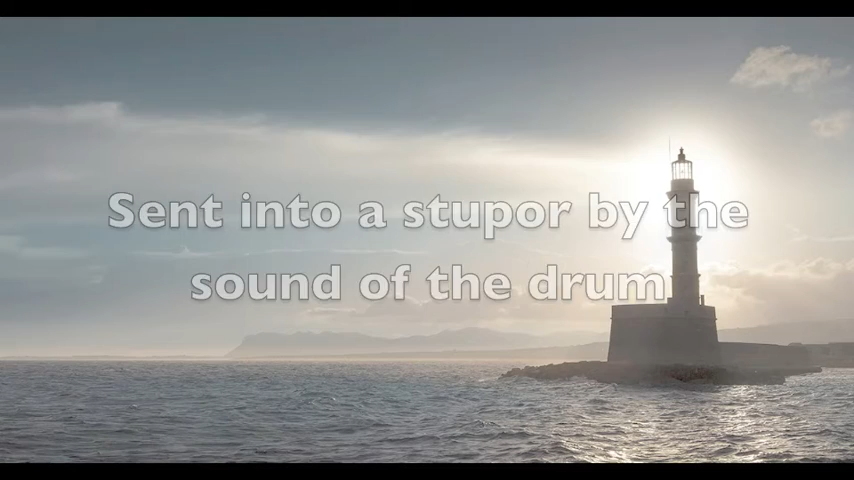 Sent into a stupor by the
sound of the drum